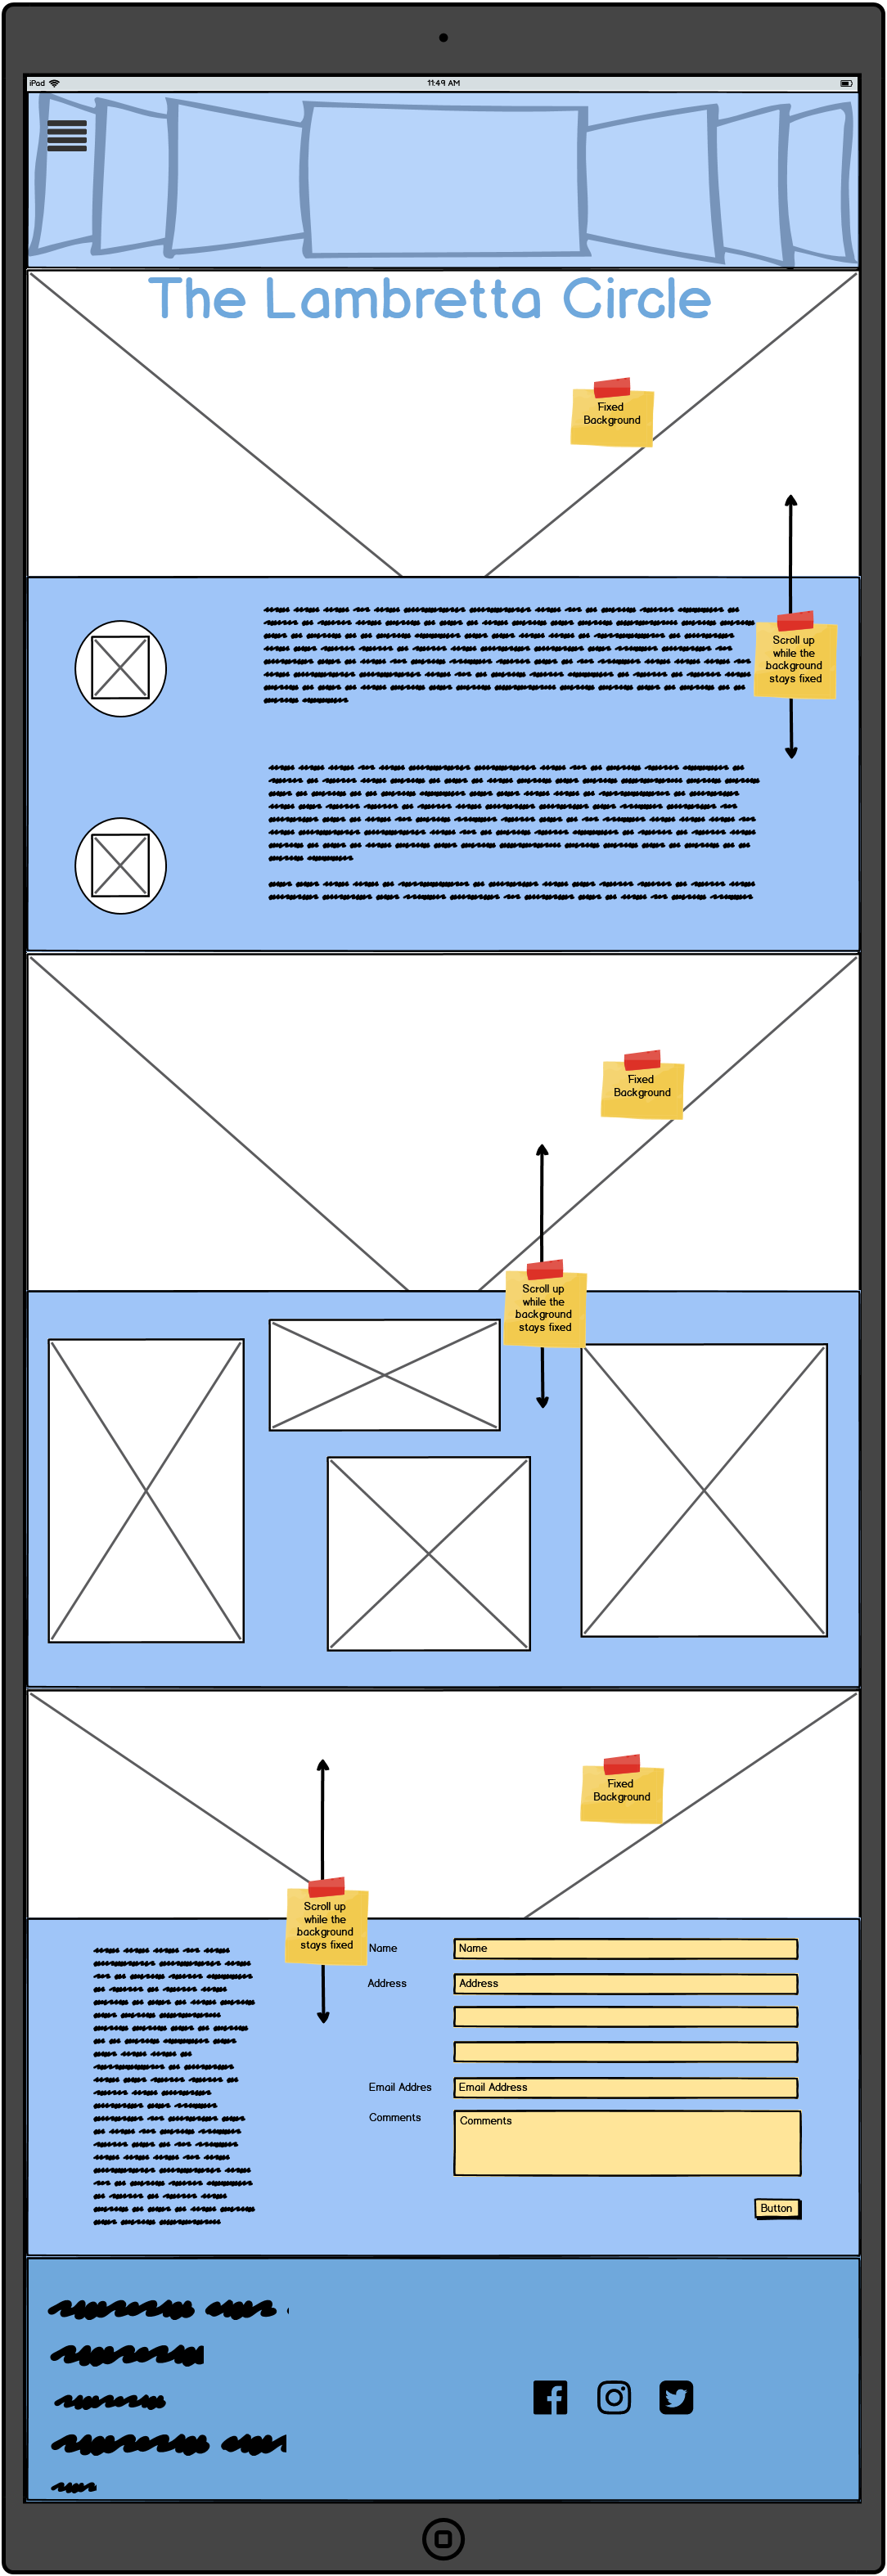 iPad
11:49 AM
The Lambretta Circle
Fixed
Background
Scroll up
while the
background
stays fixed
Fixed
Background
Scroll up
while the
background
stays fixed
Fixed
Background
Scroll up
while the
background
stays fixed
Name
Name
Address
Address
Email Addres
Email Address
Comments
Comments
Button